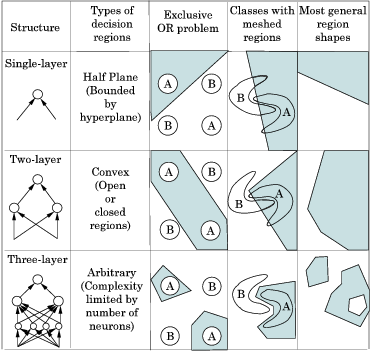 Structure
Types of
decision
regions
Exclusive
OR problem
Classes with
meshed
regions
Most general
region
shapes
Single-layer
Half Plane
(Bounded
by
hyperplane)
A
B
B
A
B
A
Two-layer
Convex
(Open
or
closed
regions)
A
B
B
A
B
A
Three-layer
Arbitrary
(Complexity
limited by
number of
neurons)
A
B
B
A
B
A